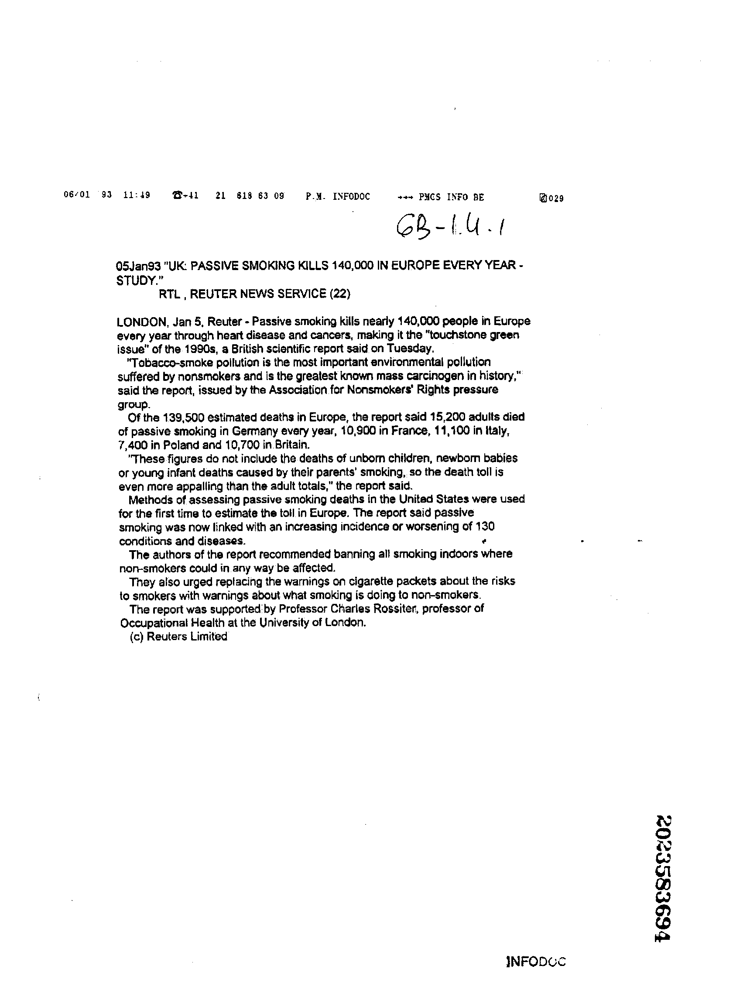 06/01 93 11:49 ☎+41 21 618 63 09 P.M. INFODOC →→→ PMCS INFO BE 029
GB-1.4.1
05Jan93 "UK: PASSIVE SMOKING KILLS 140,000 IN EUROPE EVERY YEAR -
STUDY."
RTL , REUTER NEWS SERVICE (22)
LONDON, Jan 5, Reuter - Passive smoking kills nearly 140,000 people in Europe
every year through heart disease and cancers, making it the "touchstone green
issue" of the 1990s, a British scientific report said on Tuesday.
"Tobacco-smoke pollution is the most important environmental pollution
suffered by nonsmokers and is the greatest known mass carcinogen in history,"
said the report, issued by the Association for Nonsmokers' Rights pressure
group.
Of the 139,500 estimated deaths in Europe, the report said 15,200 adults died
of passive smoking in Germany every year, 10,900 in France, 11,100 in Italy,
7,400 in Poland and 10,700 in Britain.
"These figures do not include the deaths of unborn children, newborn babies
or young infant deaths caused by their parents' smoking, so the death toll is
even more appalling than the adult totals," the report said.
Methods of assessing passive smoking deaths in the United States were used
for the first time to estimate the toll in Europe. The report said passive
smoking was now linked with an increasing incidence or worsening of 130
conditions and diseases.
The authors of the report recommended banning all smoking indoors where
non-smokers could in any way be affected.
They also urged replacing the warnings on cigarette packets about the risks
to smokers with warnings about what smoking is doing to non-smokers.
The report was supported by Professor Charles Rossiter, professor of
Occupational Health at the University of London.
(c) Reuters Limited
2023583694
INFODOC